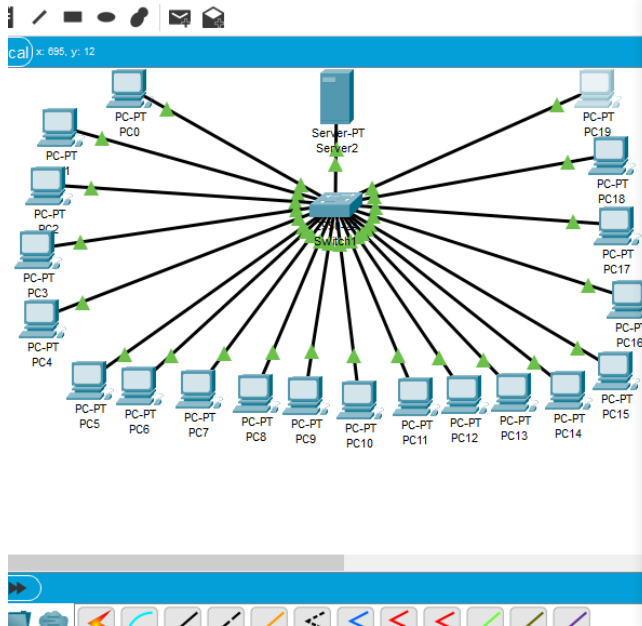 cal
x: 695, y: 12
PC-PT
PC0
Server-PT
Server2
PC-PT
PC19
PC-PT
PC-PT
PC18
PC-PT
PC2
PC-PT
PC17
PC-PT
PC3
PC-PT
PC4
PC16
Switch1
PC-PT
PC5
PC-PT
PC6
PC-PT
PC7
PC-PT
PC8
PC-PT
PC9
PC-PT
PC10
PC-PT
PC11
PC-PT
PC12
PC-PT
PC13
PC-PT
PC14
PC-PT
PC15